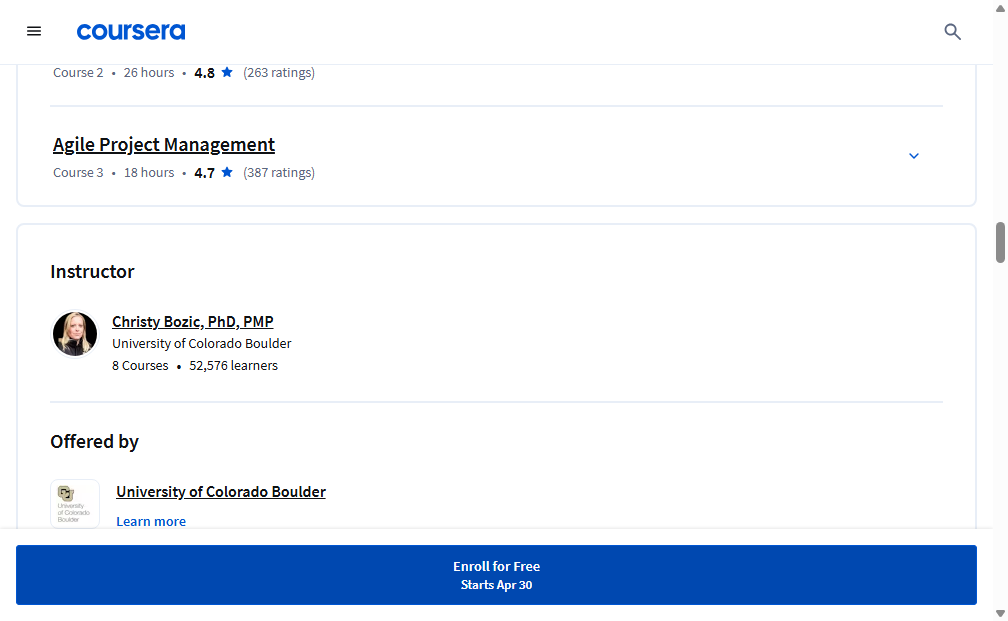 coursera
Course 2 • 26 hours • 4.8 ★ (263 ratings)
Agile Project Management
Course 3 • 18 hours • 4.7 ★ (387 ratings)
Instructor
Christy Bozic, PhD, PMP
University of Colorado Boulder
8 Courses • 52,576 learners
Offered by
University of Colorado Boulder
University
of Colorado
Boulder
Learn more
Enroll for Free
Starts Apr 30